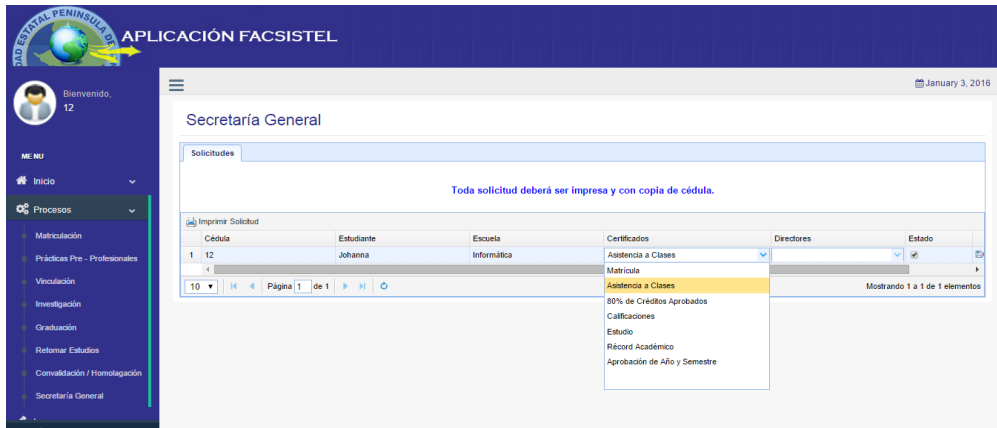 ESTATAL PENINSULA DE
APLICACIÓN FACSISTEL
Bienvenido,
12
January 3, 2016
Secretaría General
MENU
Solicitudes
Inicio
Toda solicitud deberá ser impresa y con copia de cédula.
Procesos
Imprimir Solicitud
Matriculación
Cédula Estudiante Escuela Certificados Directores Estado
Prácticas Pre - Profesionales
1 12 Johanna Informática Asistencia a Clases
Vinculación
Matrícula
10 Página 1 de 1 Mostrando 1 a 1 de 1 elementos
Asistencia a Clases
Investigación
80% de Créditos Aprobados
Calificaciones
Graduación
Estudio
Retomar Estudios
Récord Académico
Aprobación de Año y Semestre
Convalidación / Homolagación
Secretaría General